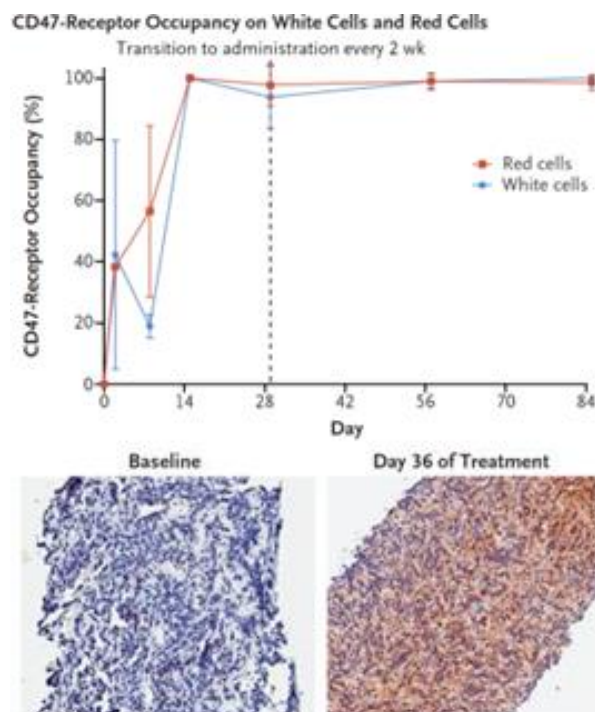 CD47-Receptor Occupancy on White Cells and Red Cells
Transition to administration every 2 wk
CD47-Receptor Occupancy (%)
100
80
60
40
20
0
Red cells
White cells
0 14 28 42 56 70 84
Day
Baseline Day 36 of Treatment